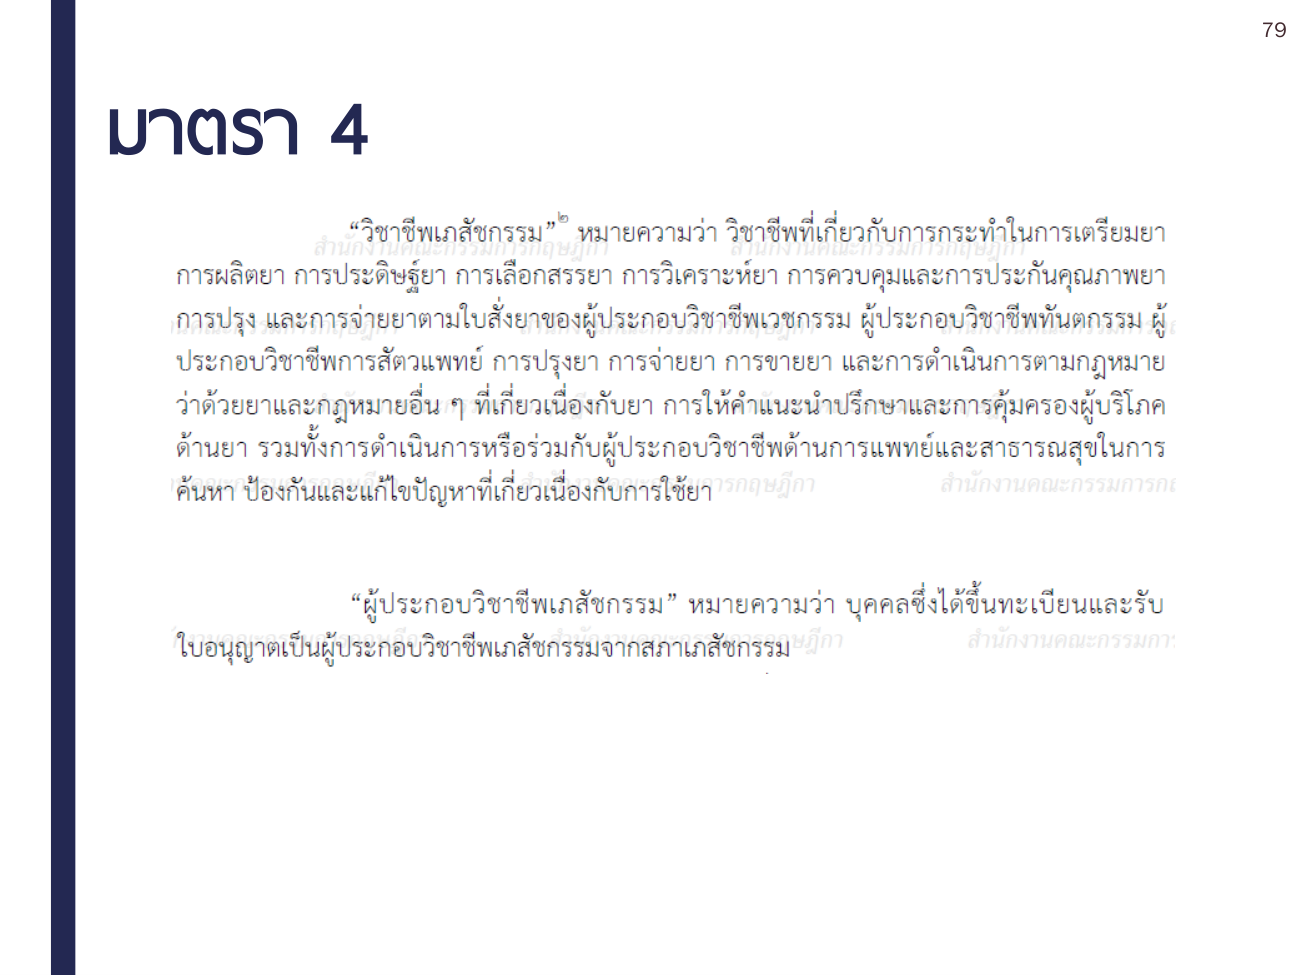 79
มาตรา 4
“วิชาชีพเภสัชกรรม”๒ หมายความว่า วิชาชีพที่เกี่ยวกับการกระทำในการเตรียมยา
การผลิตยา การประดิษฐ์ยา การเลือกสรรยา การวิเคราะห์ยา การควบคุมและการประกันคุณภาพยา
การปรุง และการจ่ายยาตามใบสั่งยาของผู้ประกอบวิชาชีพเวชกรรม ผู้ประกอบวิชาชีพทันตกรรม ผู้
ประกอบวิชาชีพการสัตวแพทย์ การปรุงยา การจ่ายยา การขายยา และการดำเนินการตามกฎหมาย
ว่าด้วยยาและกฎหมายอื่น ๆ ที่เกี่ยวเนื่องกับยา การให้คำแนะนำปรึกษาและการคุ้มครองผู้บริโภค
ด้านยา รวมทั้งการดำเนินการหรือร่วมกับผู้ประกอบวิชาชีพด้านการแพทย์และสาธารณสุขในการ
ค้นหา ป้องกันและแก้ไขปัญหาที่เกี่ยวเนื่องกับการใช้ยา
“ผู้ประกอบวิชาชีพเภสัชกรรม” หมายความว่า บุคคลซึ่งได้ขึ้นทะเบียนและรับ
ใบอนุญาตเป็นผู้ประกอบวิชาชีพเภสัชกรรมจากสภาเภสัชกรรม